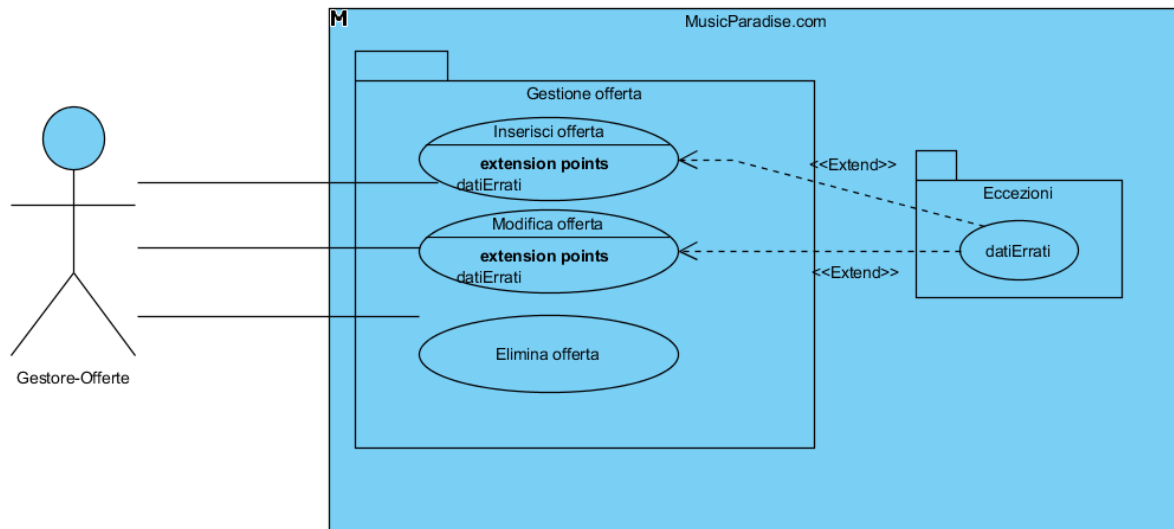 M
MusicParadise.com
Gestione offerta
Inserisci offerta
extension points
datiErrati
<<Extend>>
Eccezioni
Modifica offerta
extension points
datiErrati
datiErrati
<<Extend>>
Elimina offerta
Gestore-Offerte